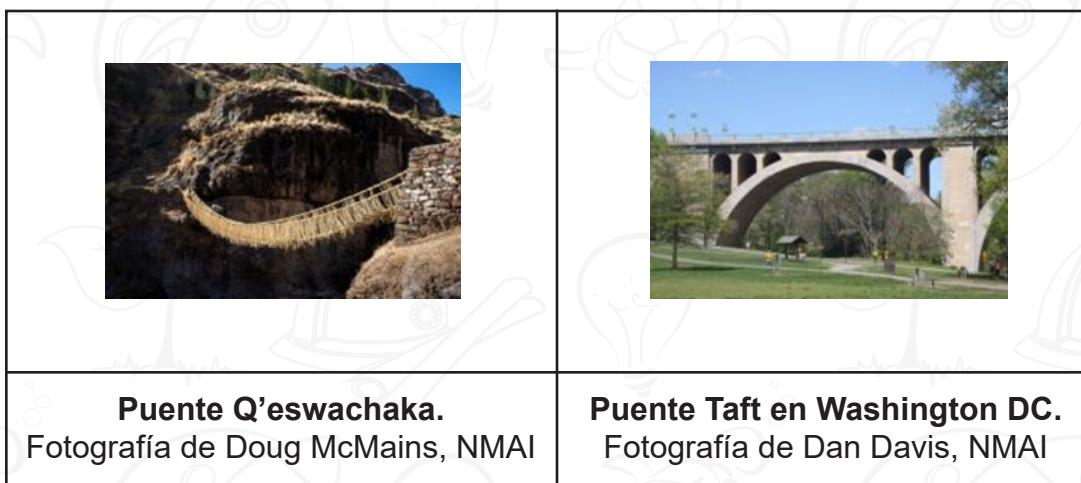 Puente Q’eswachaka.
Fotografía de Doug McMains, NMAI
Puente Taft en Washington DC.
Fotografía de Dan Davis, NMAI